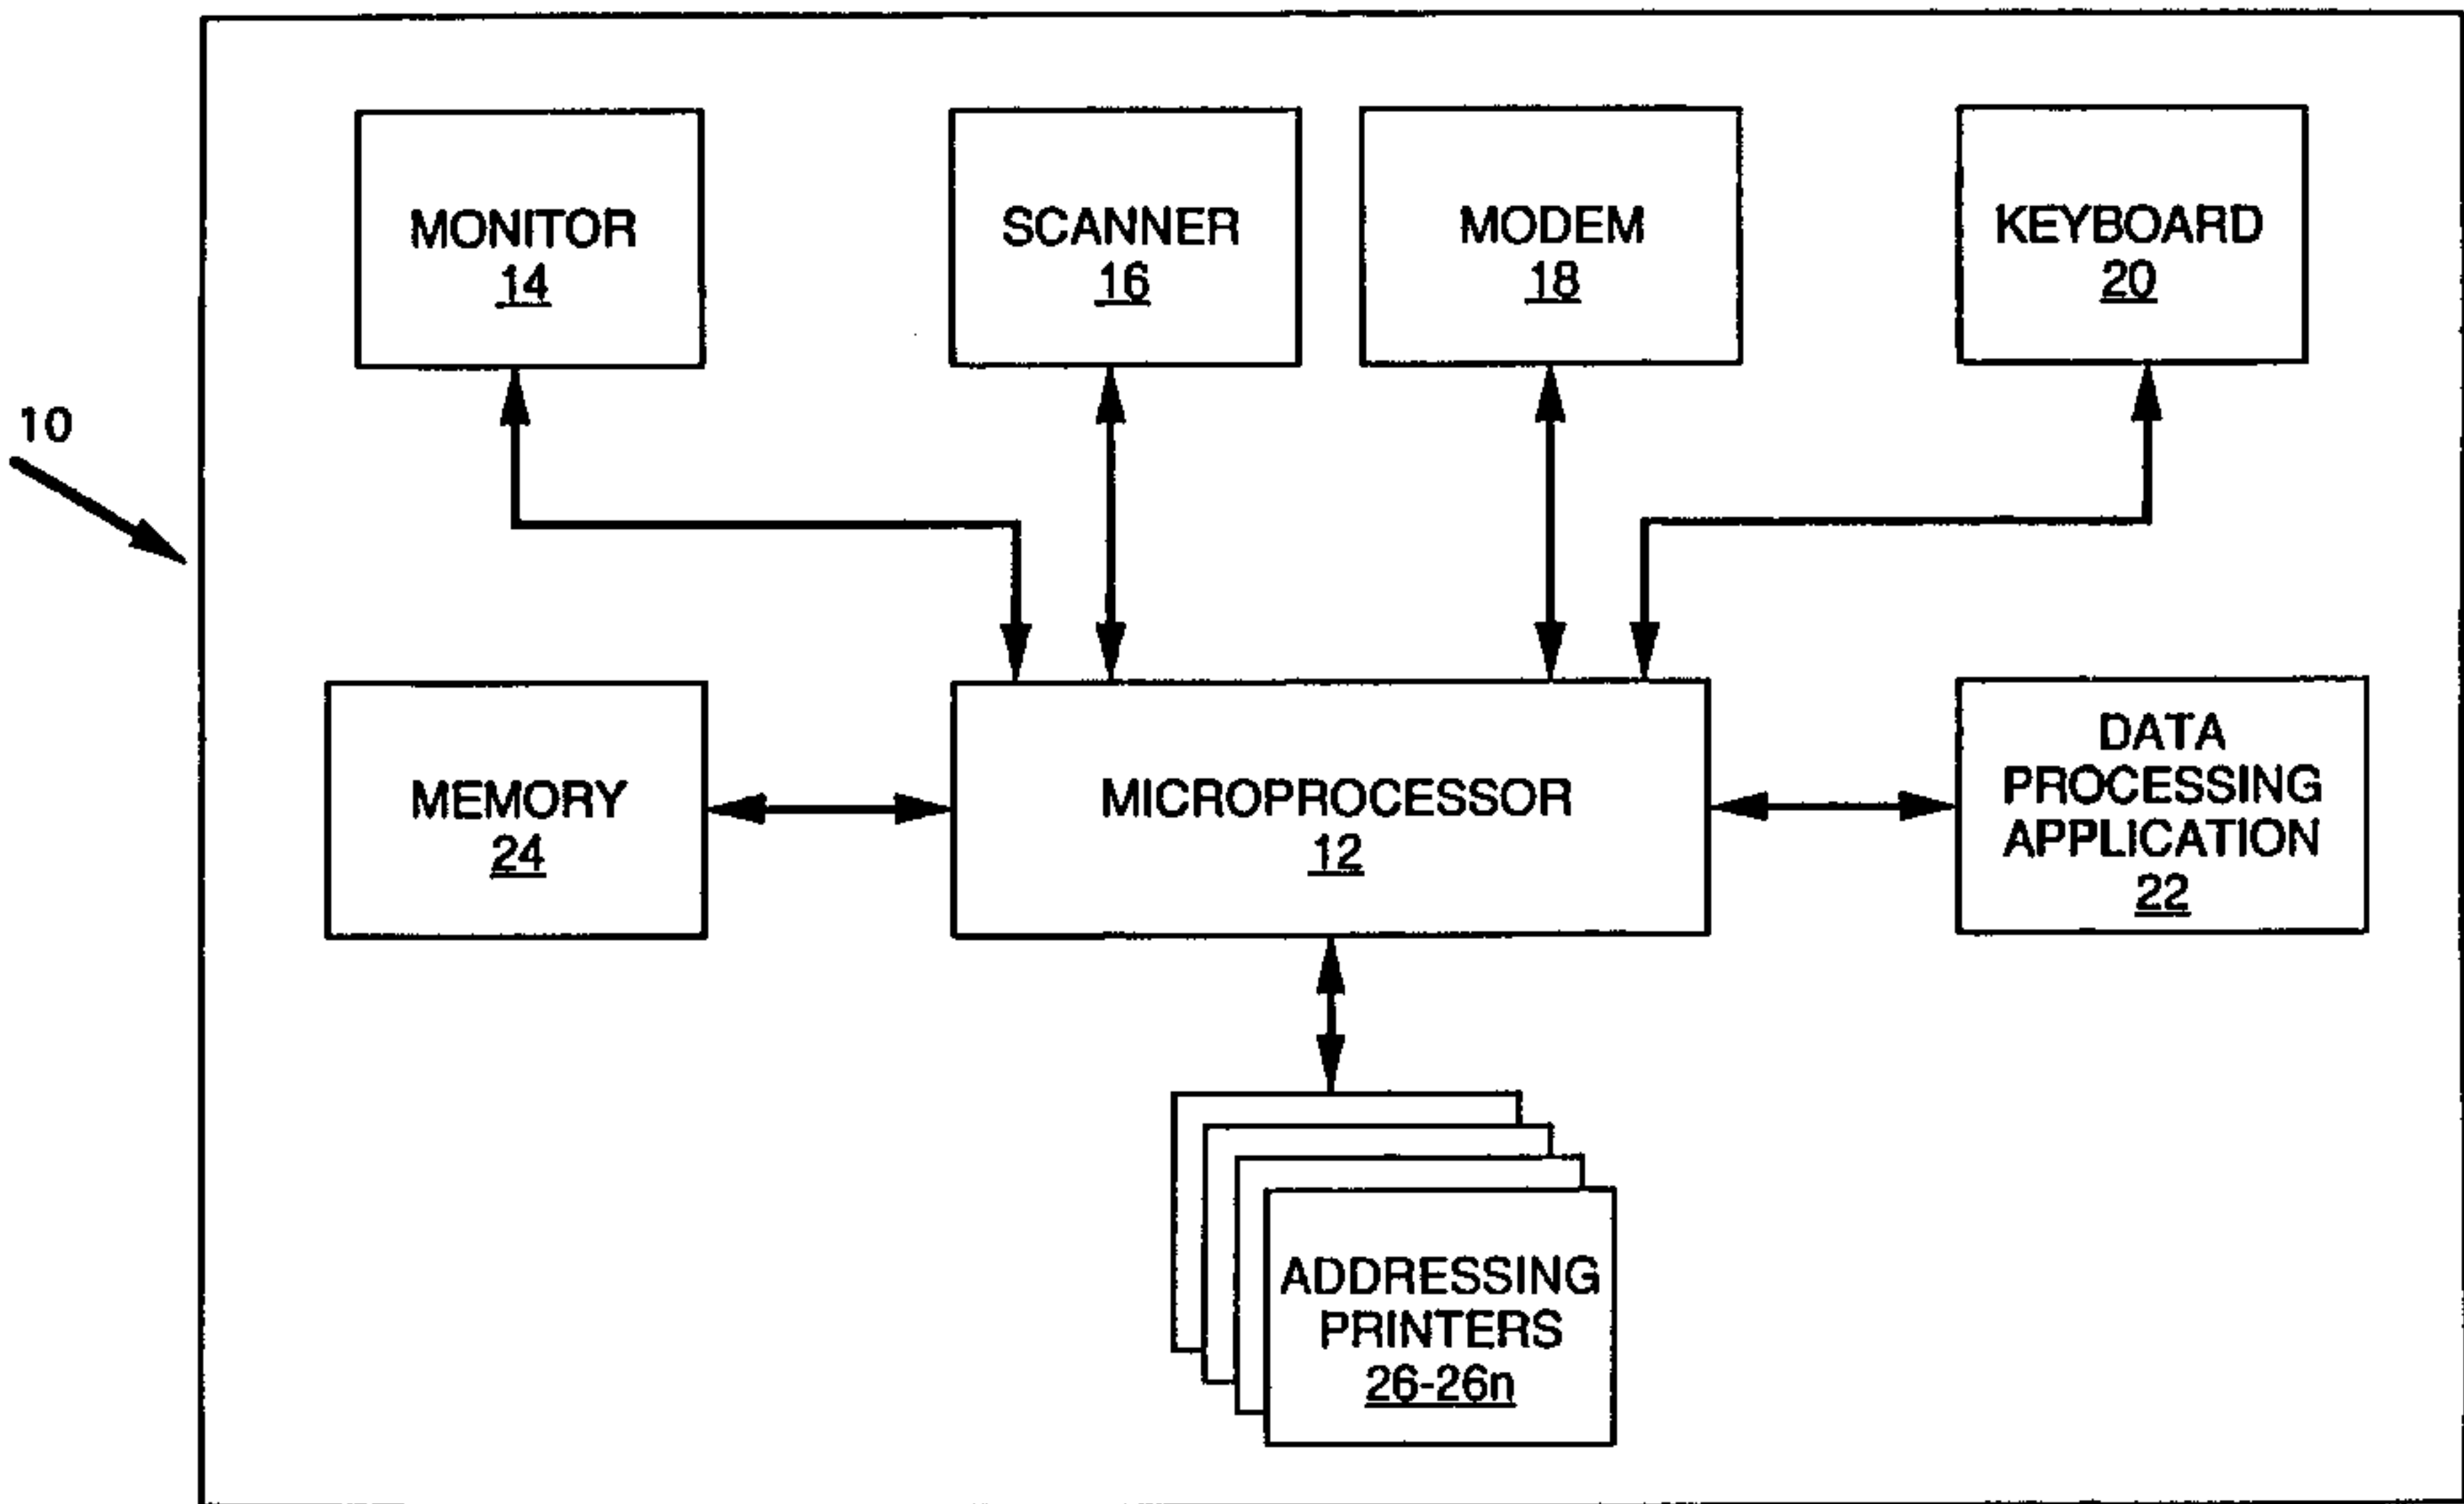 MONITOR
14
SCANNER
16
MODEM
18
KEYBOARD
20
10
MEMORY
24
MICROPROCESSOR
12
DATA
PROCESSING
APPLICATION
22
ADDRESSING
PRINTERS
26-26n